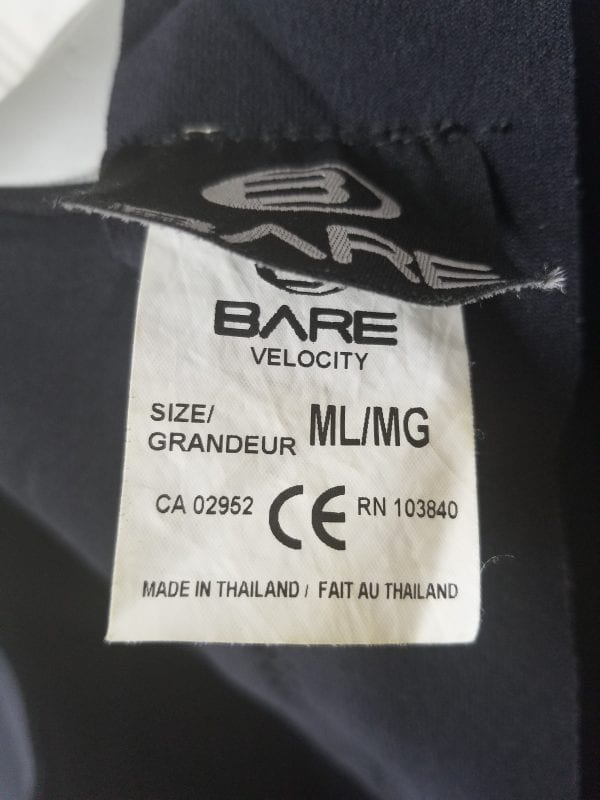 BARE
BARE
VELOCITY
SIZE/
GRANDEUR ML/MG
CA 02952 CE RN 103840
MADE IN THAILAND / FAIT AU THAILAND